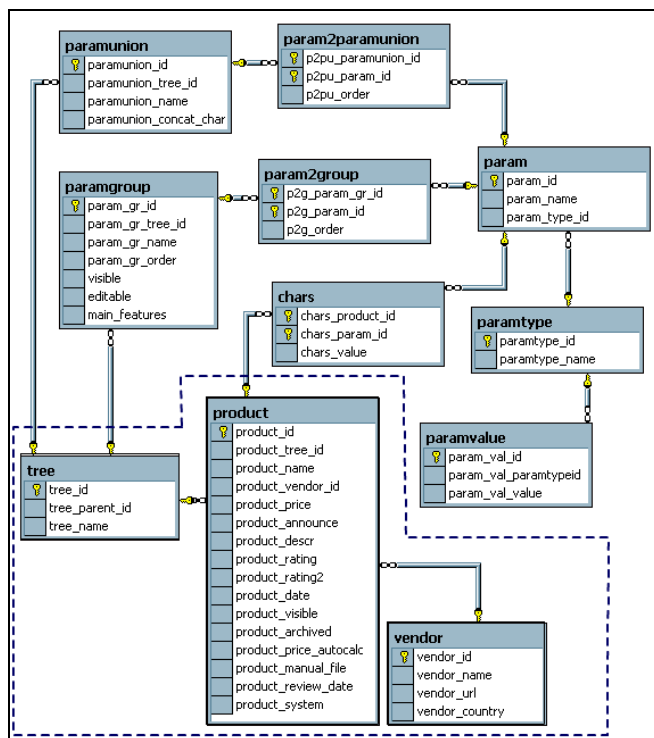 paramunion
paramunion_id
paramunion_tree_id
paramunion_name
paramunion_concat_char
param2paramunion
p2pu_paramunion_id
p2pu_param_id
p2pu_order
paramgroup
param_gr_id
param_gr_tree_id
param_gr_name
param_gr_order
visible
editable
main_features
param2group
p2g_param_gr_id
p2g_param_id
p2g_order
param
param_id
param_name
param_type_id
chars
chars_product_id
chars_param_id
chars_value
paramtype
paramtype_id
paramtype_name
paramvalue
param_val_id
param_val_paramtypeid
param_val_value
tree
tree_id
tree_parent_id
tree_name
product
product_id
product_tree_id
product_name
product_vendor_id
product_price
product_announce
product_descr
product_rating
product_rating2
product_date
product_visible
product_archived
product_price_autocalc
product_manual_file
product_review_date
product_system
vendor
vendor_id
vendor_name
vendor_url
vendor_country